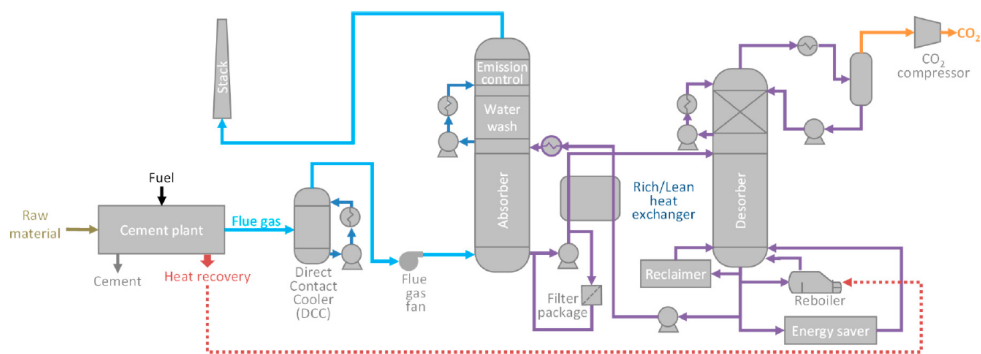 Stack
Emission
control
Water
wash
Absorber
Desorber
CO₂
CO₂
compressor
Fuel
Raw
material
Cement plant
Flue gas
Cement
Heat recovery
Direct
Contact
Cooler
(DCC)
Flue
gas
fan
Rich/Lean
heat
exchanger
Filter
package
Reclaimer
Reboiler
Energy saver